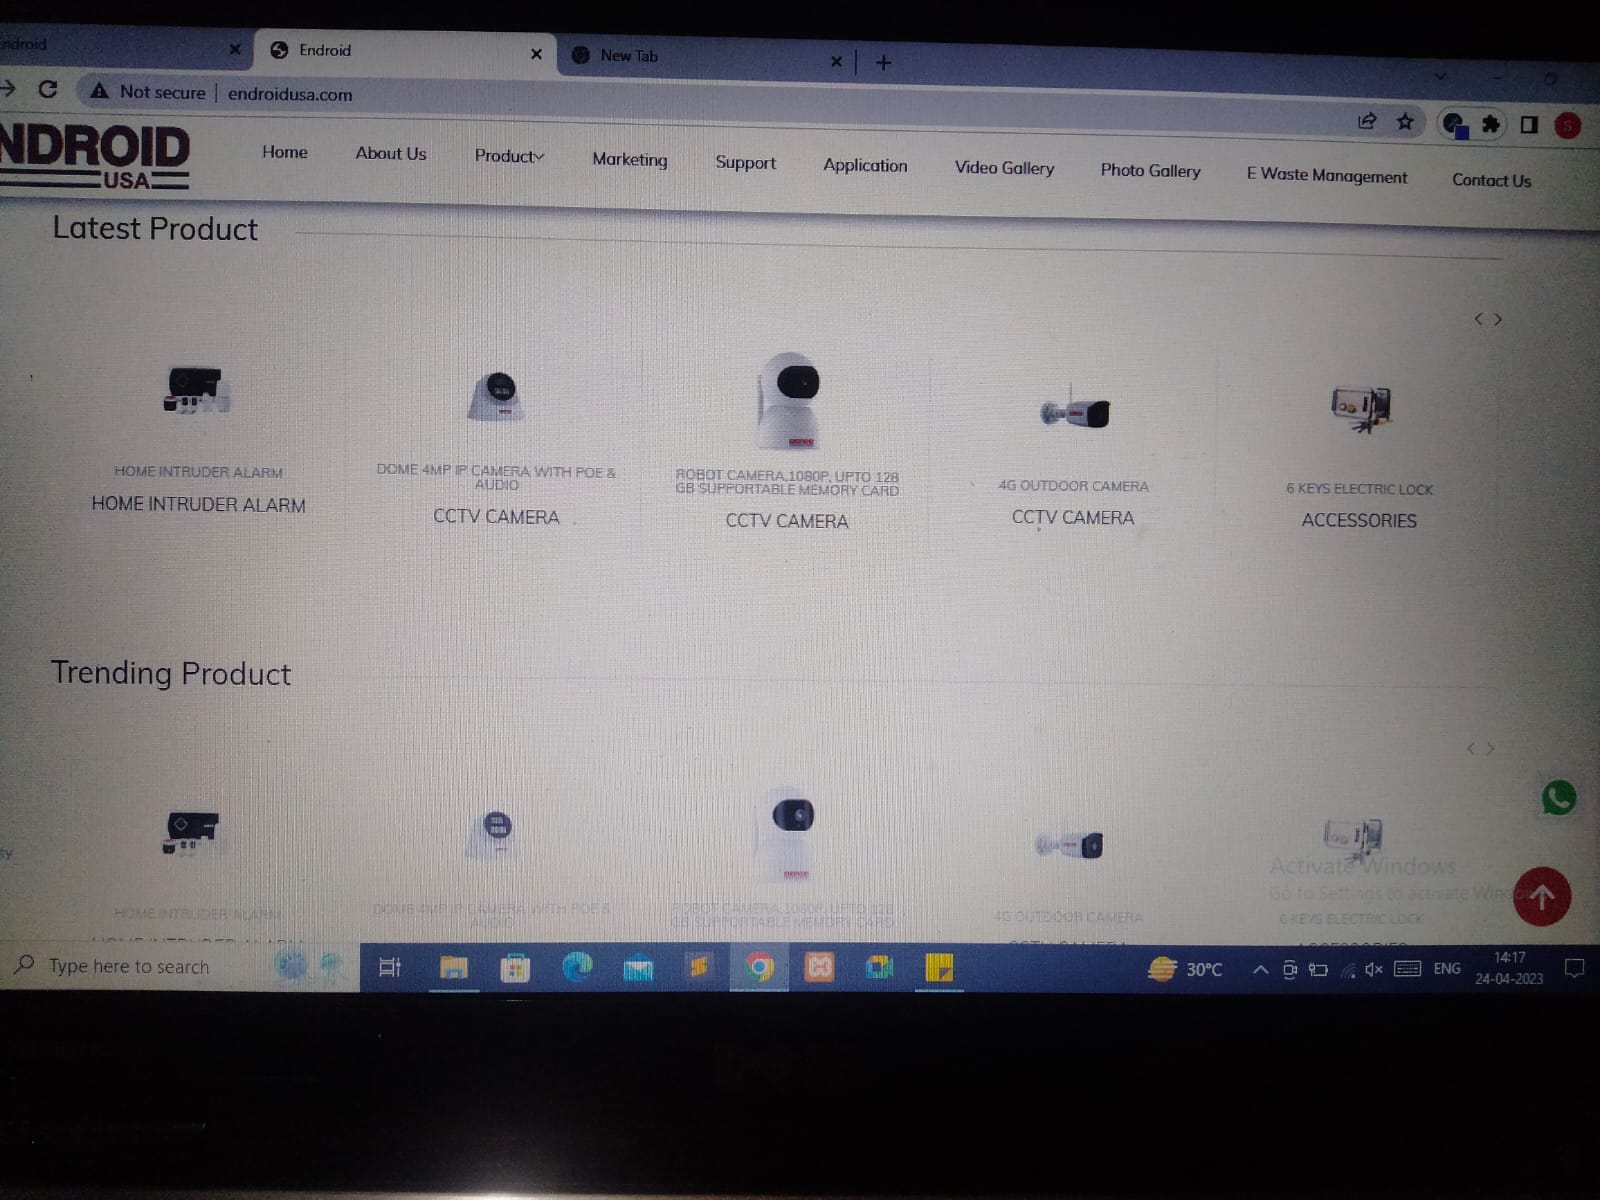 ndroid
Endroid
New Tab
Not secure
endroidusa.com
NDROID
USA
Home
About Us
Product
Marketing
Support
Application
Video Gallery
Photo Gallery
E Waste Management
Contact Us
Latest Product
HOME INTRUDER ALARM
HOME INTRUDER ALARM
DOME 4MP IP CAMERA WITH POE &
AUDIO
CCTV CAMERA
ROBOT CAMERA,1080P, UPTO 128
GB SUPPORTABLE MEMORY CARD
CCTV CAMERA
4G OUTDOOR CAMERA
CCTV CAMERA
6 KEYS ELECTRIC LOCK
ACCESSORIES
Trending Product
HOME INTRUDER ALARM
DOME 4MP IP CAMERA WITH POE &
AUDIO
ROBOT CAMERA,1080P, UPTO 128
GB SUPPORTABLE MEMORY CARD
4G OUTDOOR CAMERA
6 KEYS ELECTRIC LOCK
Activate Windows
Go to Settings to activate Windo
Type here to search
30°C
ENG
14:17
24-04-2023